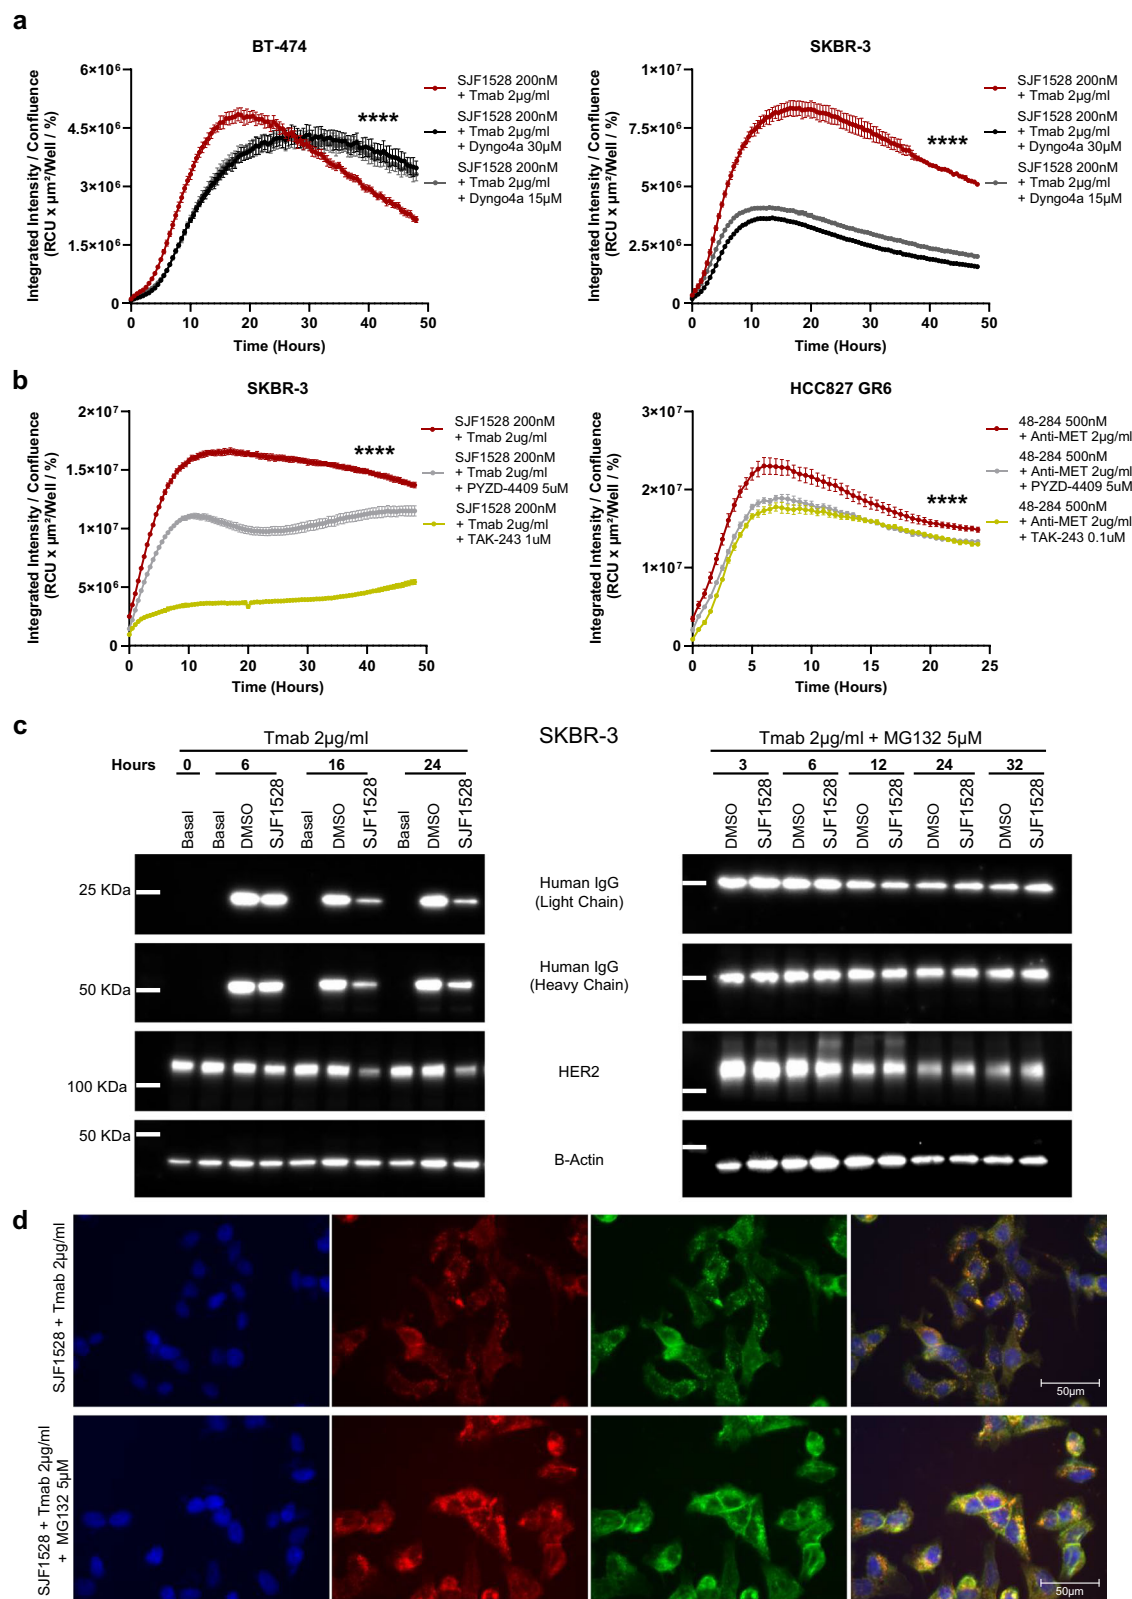 a
BT-474
Integrated Intensity / Confluence
(RCU x µm²/Well / %)
6×10⁶
4.5×10⁶
3×10⁶
1.5×10⁶
0
0
10
20
30
40
50
Time (Hours)
****
SJF1528 200nM
+ Tmab 2µg/ml
SJF1528 200nM
+ Tmab 2µg/ml
+ Dyngo4a 30µM
SJF1528 200nM
+ Tmab 2µg/ml
+ Dyngo4a 15µM
SKBR-3
Integrated Intensity / Confluence
(RCU x µm²/Well / %)
1×10⁷
7.5×10⁶
5×10⁶
2.5×10⁶
0
0
10
20
30
40
50
Time (Hours)
****
SJF1528 200nM
+ Tmab 2µg/ml
SJF1528 200nM
+ Tmab 2µg/ml
+ Dyngo4a 30µM
SJF1528 200nM
+ Tmab 2µg/ml
+ Dyngo4a 15µM
b
SKBR-3
Integrated Intensity / Confluence
(RCU x µm²/Well / %)
2×10⁷
1.5×10⁷
1×10⁷
5×10⁶
0
0
10
20
30
40
50
Time (Hours)
****
SJF1528 200nM
+ Tmab 2ug/ml
SJF1528 200nM
+ Tmab 2ug/ml
+ PYZD-4409 5uM
SJF1528 200nM
+ Tmab 2ug/ml
+ TAK-243 1uM
HCC827 GR6
Integrated Intensity / Confluence
(RCU x µm²/Well / %)
3×10⁷
2×10⁷
1×10⁷
0
0
5
10
15
20
25
Time (Hours)
****
48-284 500nM
+ Anti-MET 2µg/ml
48-284 500nM
+ Anti-MET 2ug/ml
+ PYZD-4409 5uM
48-284 500nM
+ Anti-MET 2ug/ml
+ TAK-243 0.1uM
c
Tmab 2µg/ml
SKBR-3
Tmab 2µg/ml + MG132 5µM
Hours 0 6 16 24
3 6 12 24 32
Basal Basal DMSO SJF1528 Basal DMSO SJF1528 Basal DMSO SJF1528
DMSO SJF1528 DMSO SJF1528 DMSO SJF1528 DMSO SJF1528 DMSO SJF1528
25 KDa
Human IgG
(Light Chain)
50 KDa
Human IgG
(Heavy Chain)
100 KDa
HER2
50 KDa
B-Actin
d
SJF1528 + Tmab 2µg/ml
50µm
SJF1528 + Tmab 2µg/ml
+ MG132 5µM
50µm